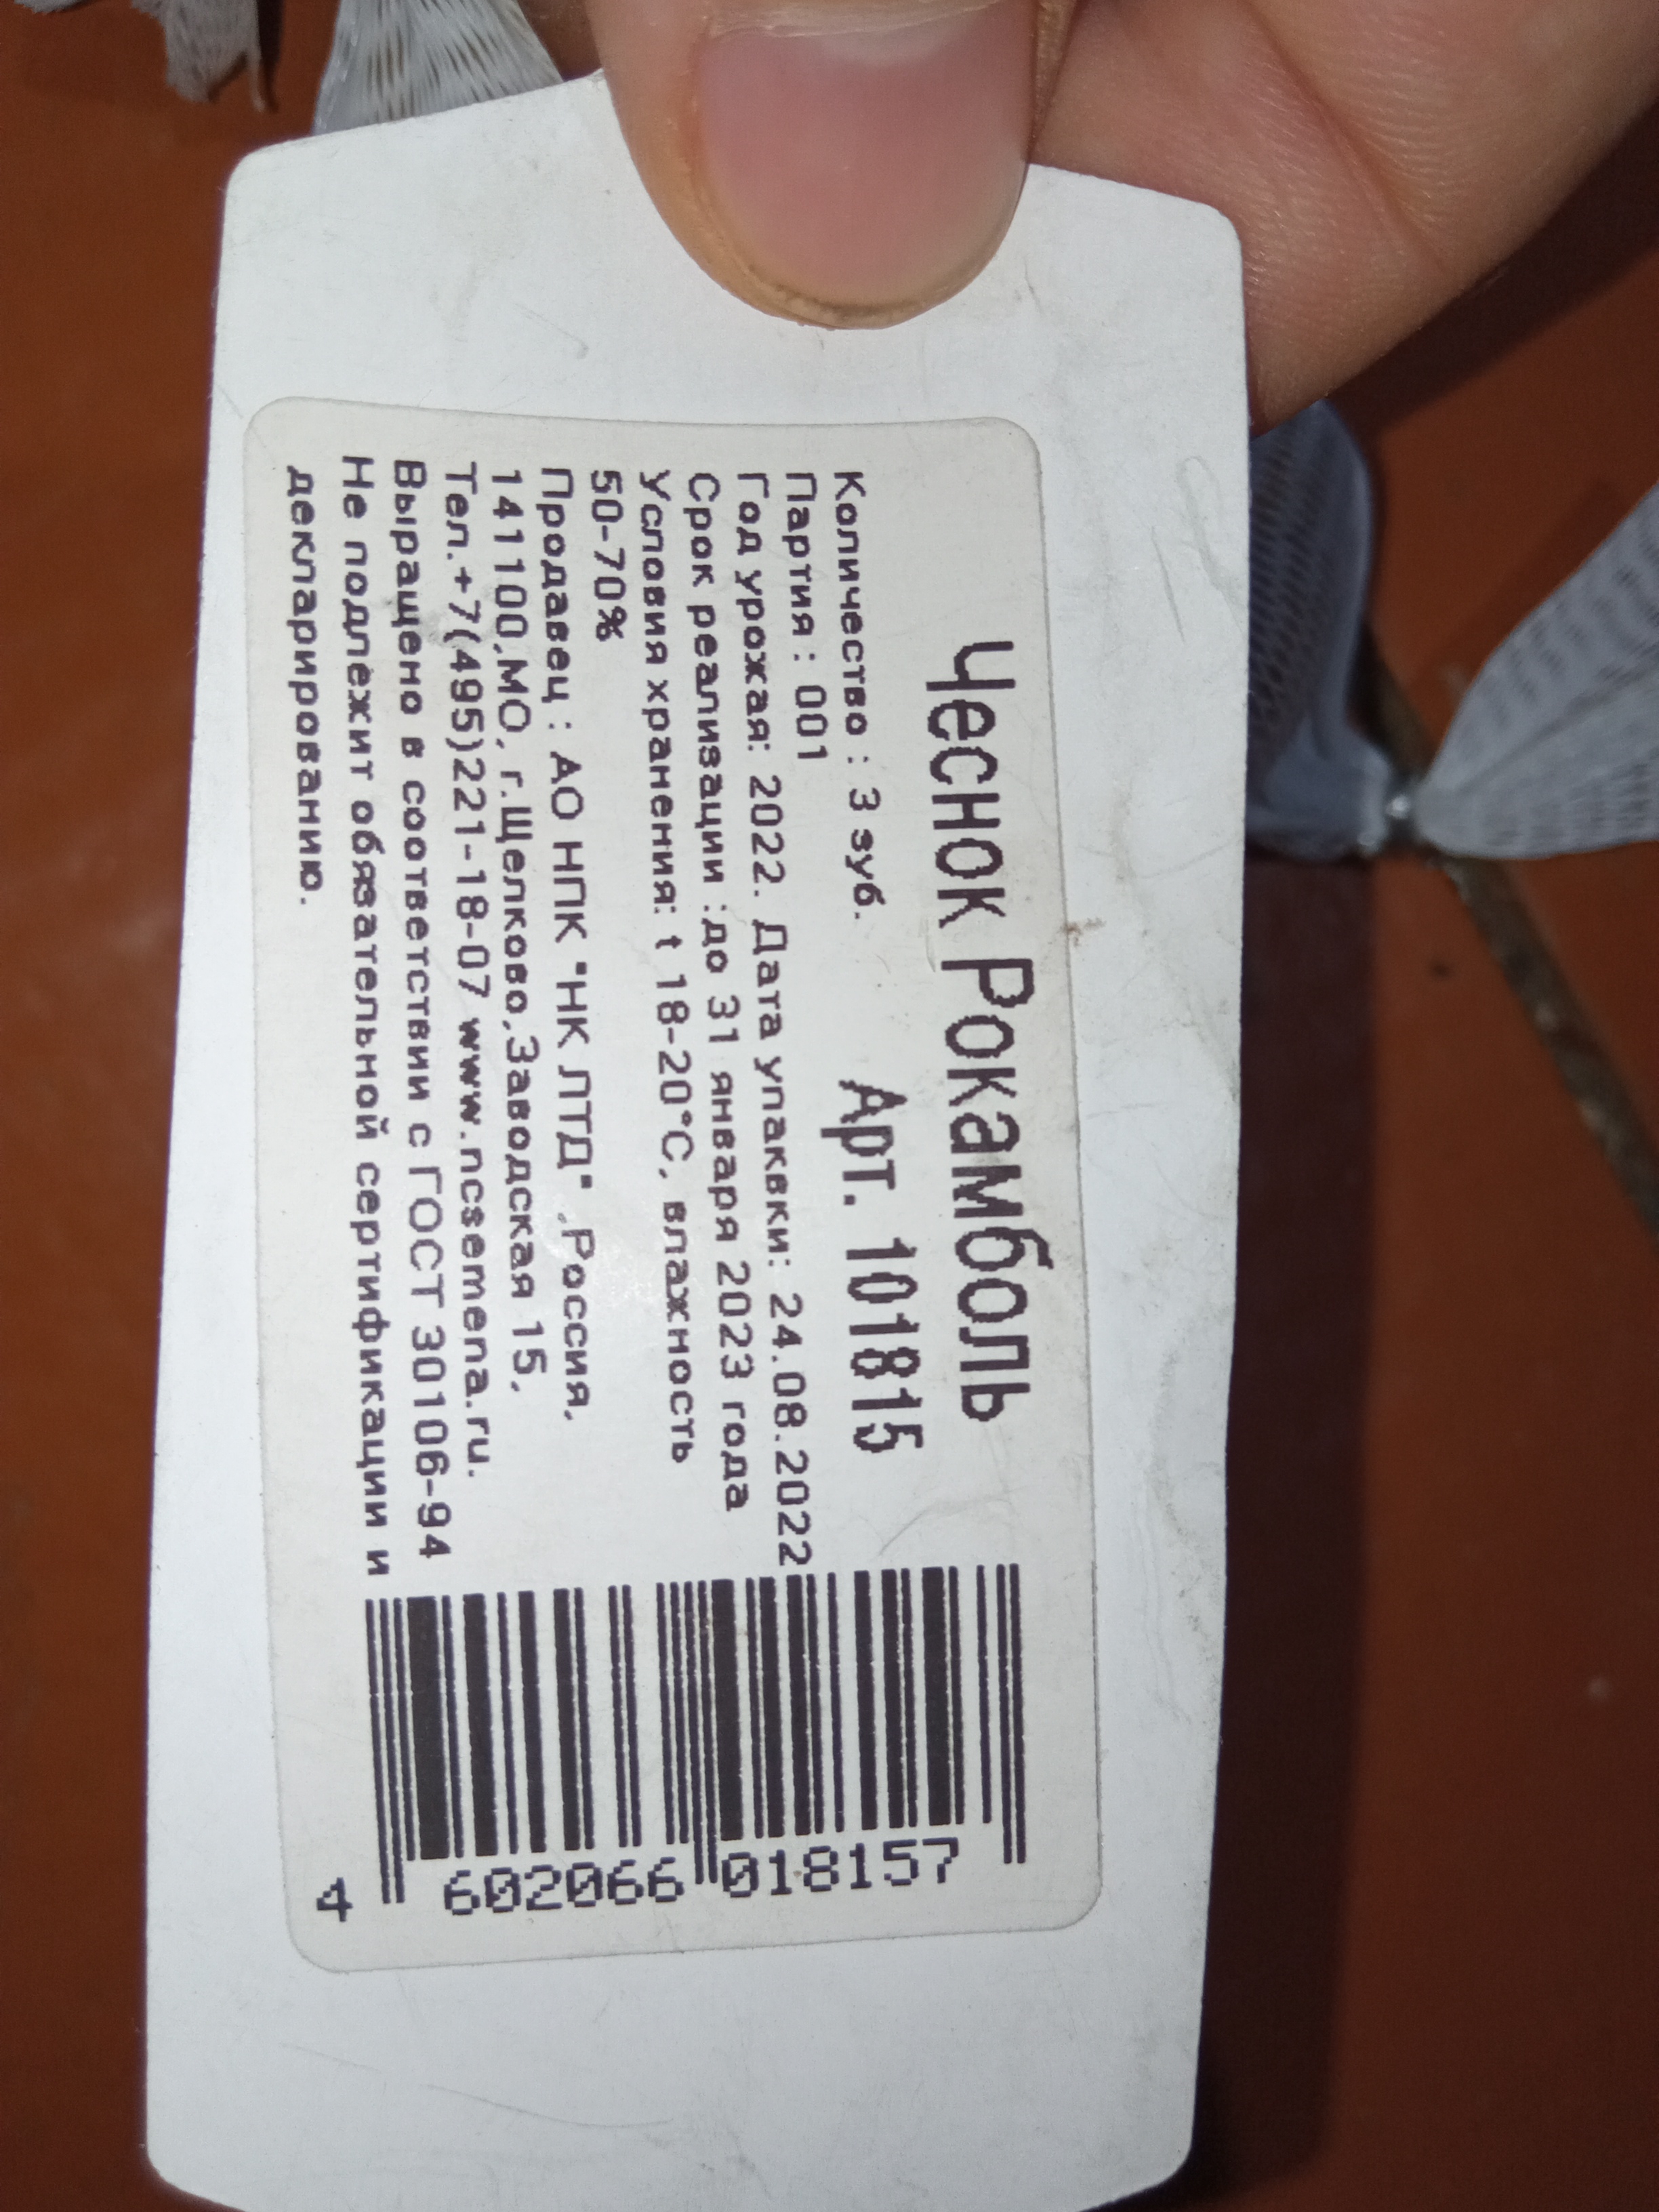 Чеснок Рокамболь
Количество : 3 зуб. Арт. 101815
Партия : 001
Год урожая: 2022. Дата упаквки: 24.08.2022
Срок реализации :до 31 января 2023 года
Условия хранения: t 18-20°C, влажность
50-70%
Продавец : АО НПК "НК ЛТД" ,Россия,
141100,МО, г.Щелково,Заводская 15,
Тел.+7(495)221-18-07 www.ncsemena.ru.
Выращено в соответствии с ГОСТ 30106-94
Не подлежит обязательной сертификации и
декларированию.
4 602066 018157